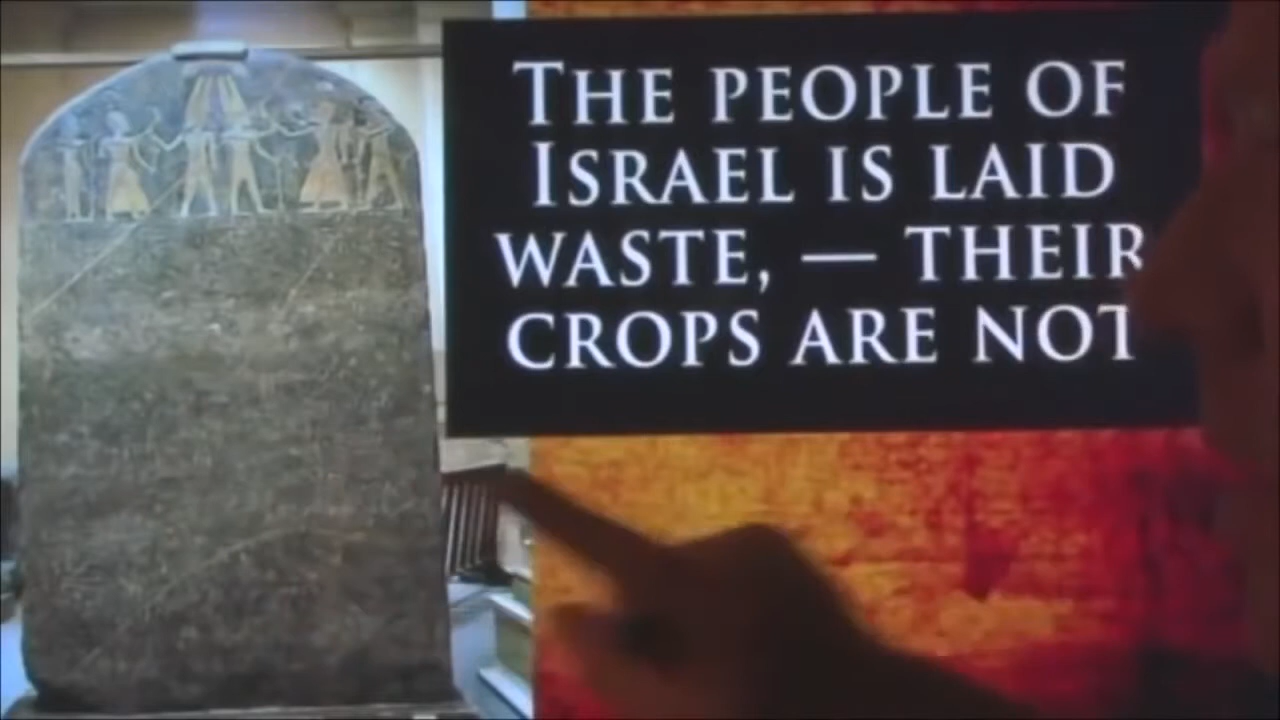 THE PEOPLE OF
ISRAEL IS LAID
WASTE, — THEIR
CROPS ARE NOT